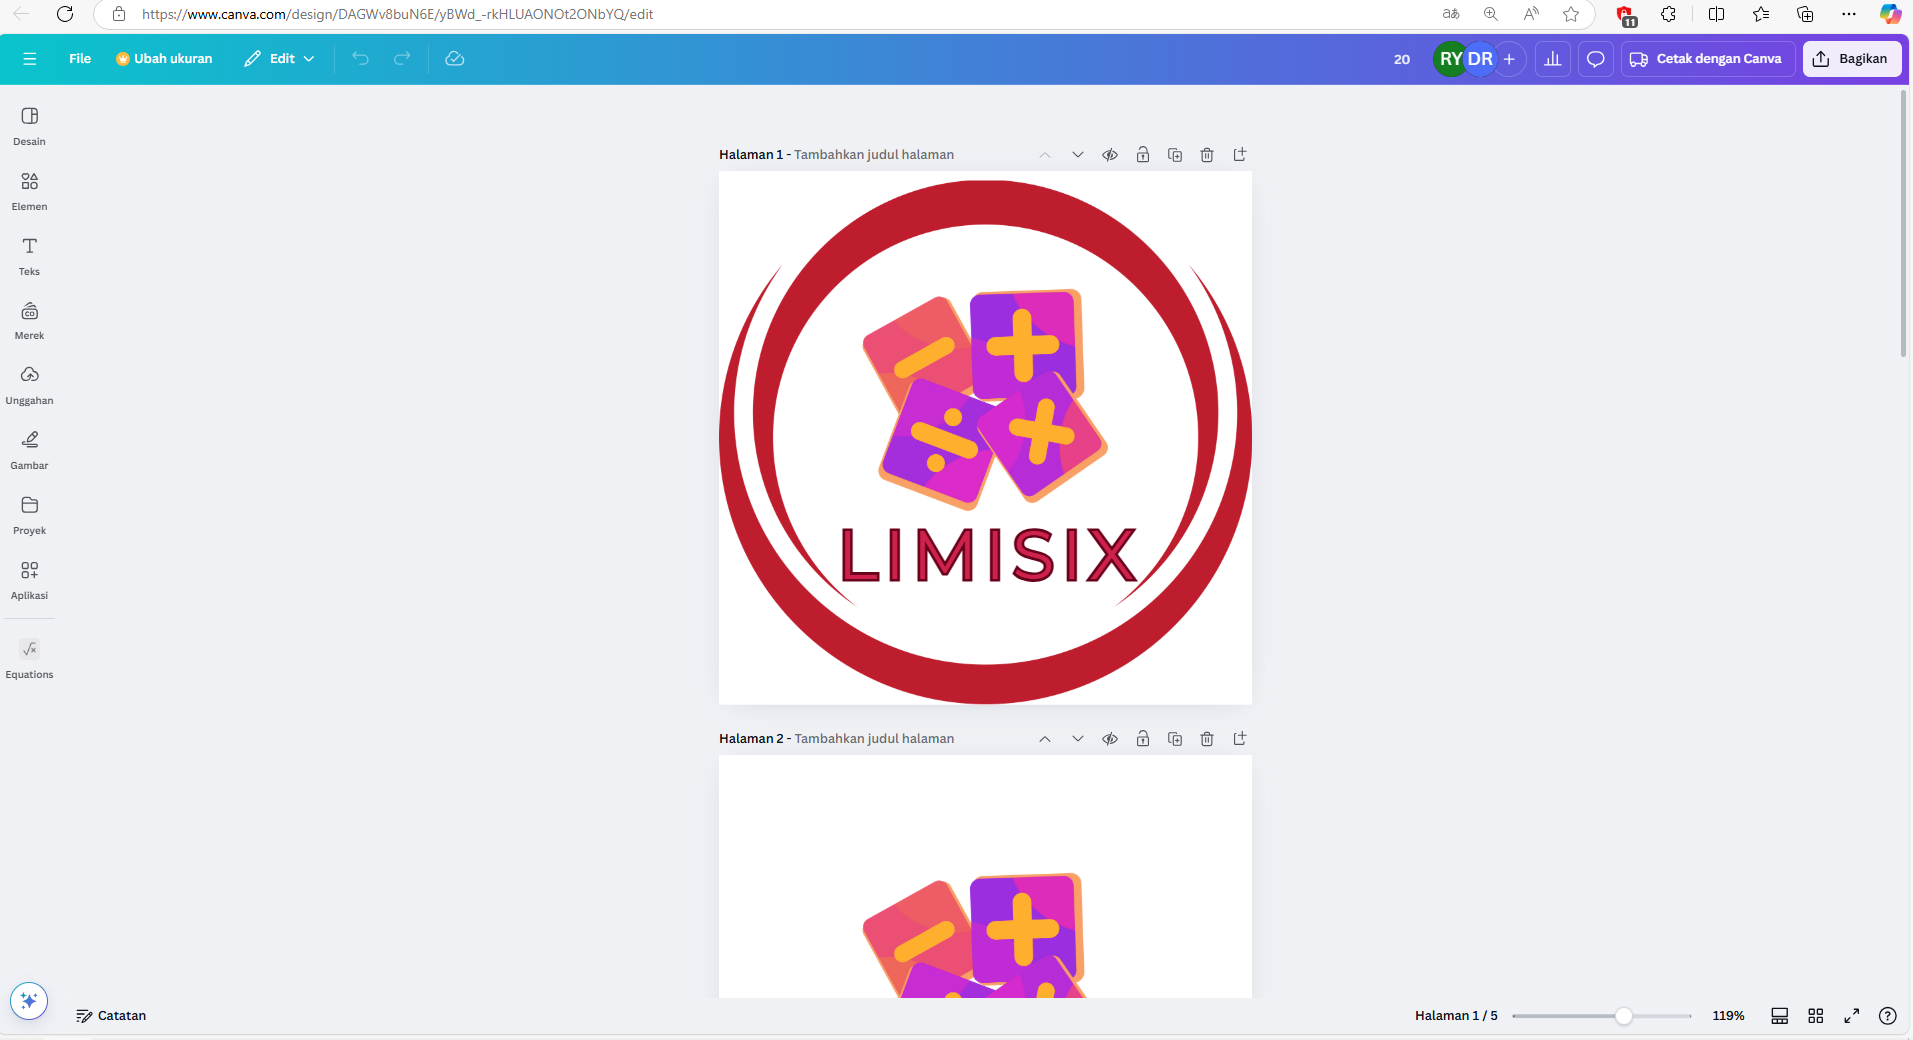 https://www.canva.com/design/DAGWv8buN6E/yBWd_-rkHLUAONOt2ONbYQ/edit
11
File
Ubah ukuran
Edit
20
RY
DR
Cetak dengan Canva
Bagikan
Desain
Elemen
Teks
Merek
Unggahan
Gambar
Proyek
Aplikasi
Equations
Halaman 1 - Tambahkan judul halaman
LIMISIX
Halaman 2 - Tambahkan judul halaman
Catatan
Halaman 1 / 5
119%